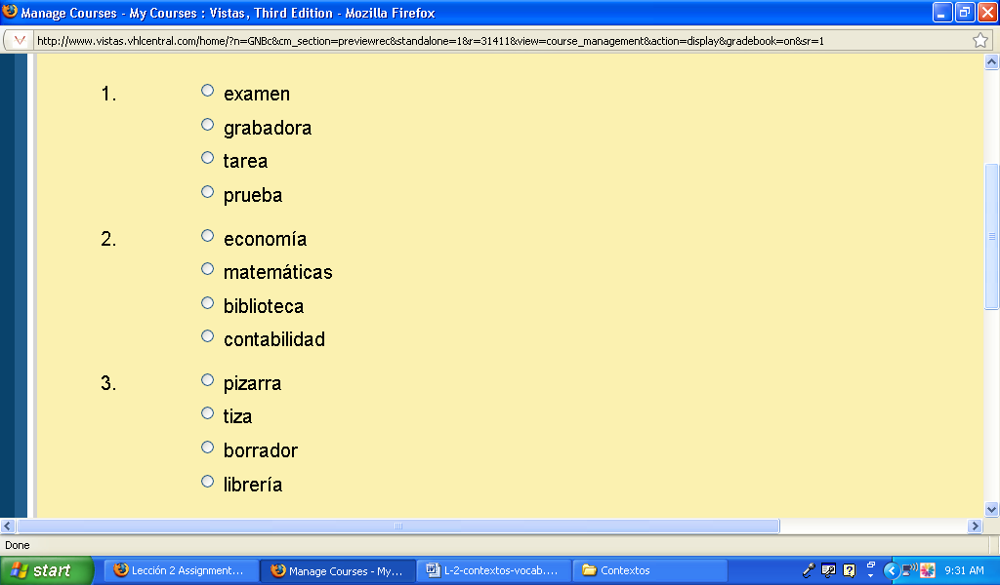 Manage Courses - My Courses : Vistas, Third Edition - Mozilla Firefox
http://www.vistas.vhlcentral.com/home/?n=GNBc&cm_section=previewrec&standalone=1&r=31411&view=course_management&action=display&gradebook=on&sr=1
1. examen
grabadora
tarea
prueba
2. economía
matemáticas
biblioteca
contabilidad
3. pizarra
tiza
borrador
librería
Done
start Lección 2 Assignment... Manage Courses - My... L-2-contextos-vocab.... Contextos 9:31 AM